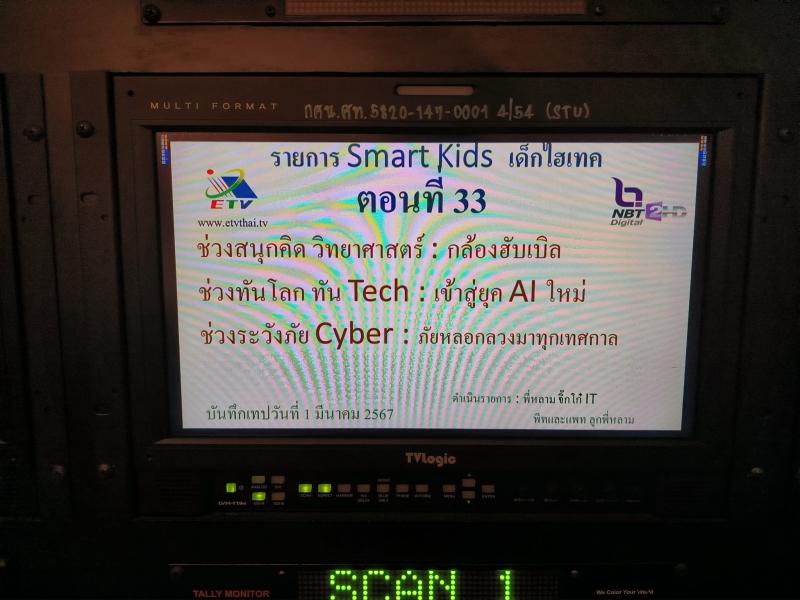 MULTI FORMAT
กศน.ศท.5820-147-0001 4/54 (STU)
รายการ Smart Kids เด็กไฮเทค
ตอนที่ 33
ETV
www.etvthai.tv
NBT 2HD
Digital
ช่วงสนุกคิด วิทยาศาสตร์ : กล้องฮับเบิล
ช่วงทันโลก ทัน Tech : เข้าสู่ยุค AI ใหม่
ช่วงระวังภัย Cyber : ภัยหลอกลวงมาทุกเทศกาล
ดำเนินรายการ : พี่หลาม จิ๊กโก๋ IT
บันทึกเทปวันที่ 1 มีนาคม 2567
พีทและแพท ลูกพี่หลาม
TVLogic
MENU
ENTER
TALLY MONITOR
SCAN 1
We Color Your World